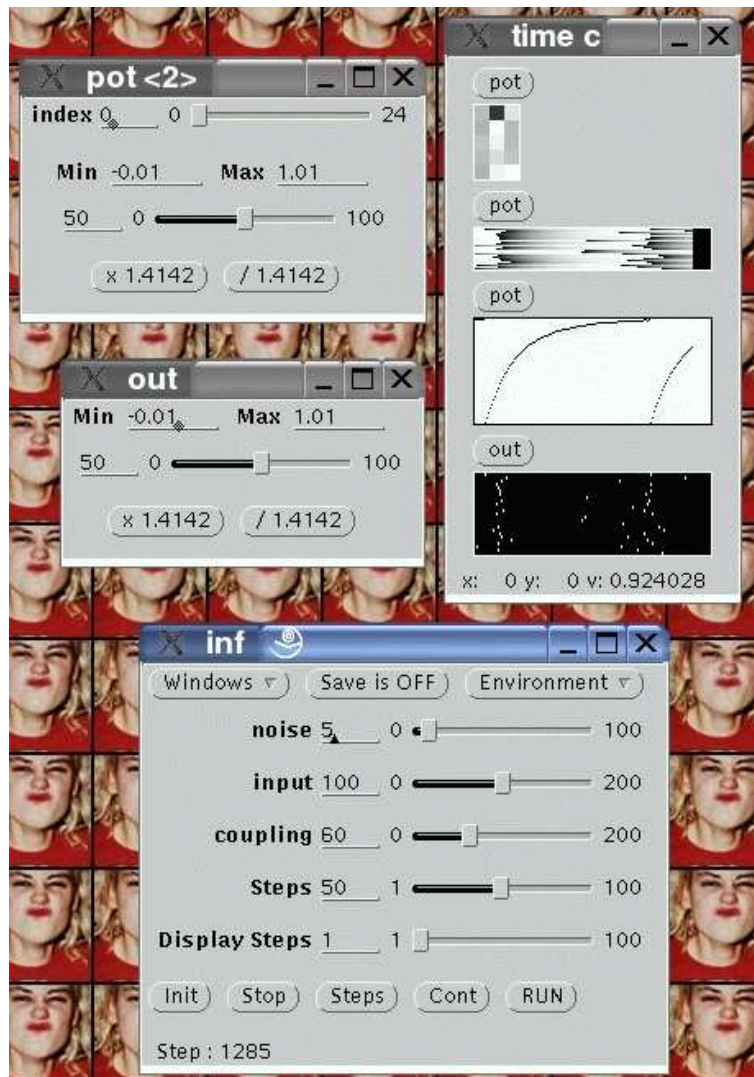 pot <2>
index 0 0 24
Min -0.01 Max 1.01
50 0 100
x 1.4142 / 1.4142
out
Min -0.01 Max 1.01
50 0 100
x 1.4142 / 1.4142
time c
pot
pot
pot
out
x: 0 y: 0 v: 0.924028
inf
Windows Save is OFF Environment
noise 5 0 100
input 100 0 200
coupling 60 0 200
Steps 50 1 100
Display Steps 1 1 100
Init Stop Steps Cont RUN
Step : 1285